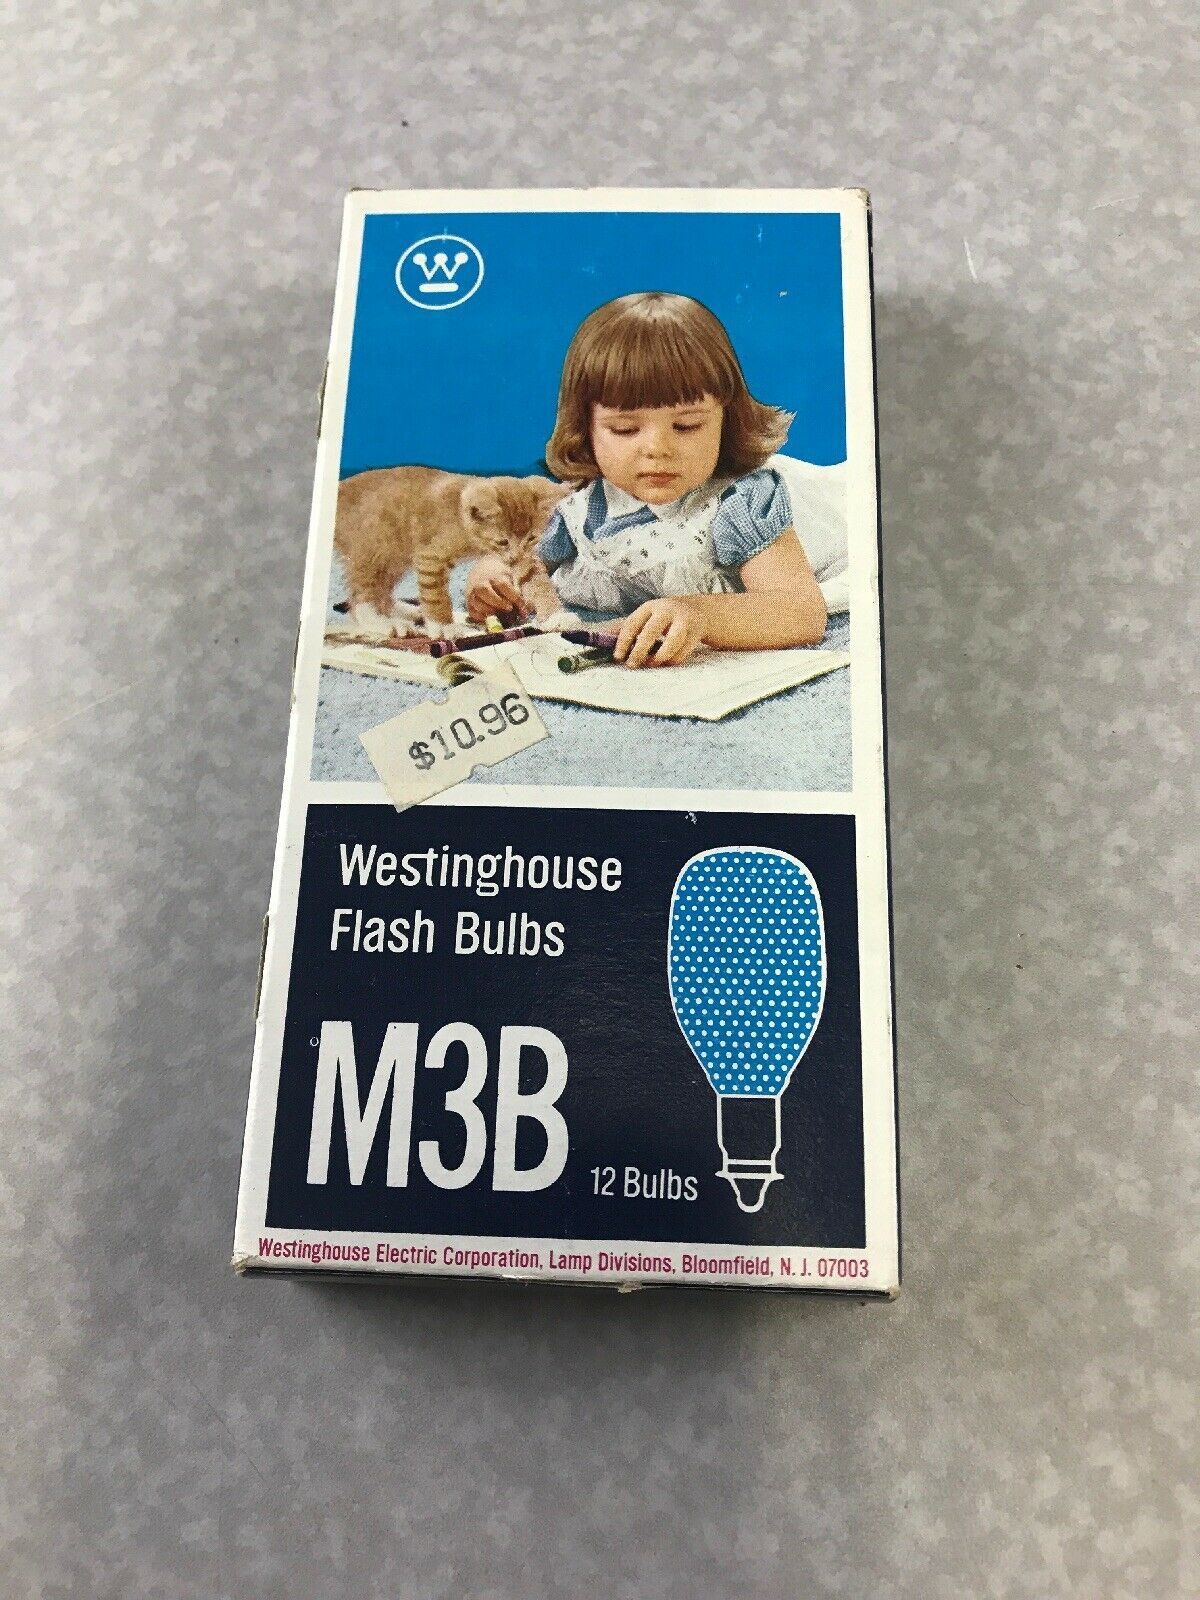 W
$10.96
Westinghouse
Flash Bulbs
M3B
12 Bulbs
Westinghouse Electric Corporation, Lamp Divisions, Bloomfield, N. J. 07003